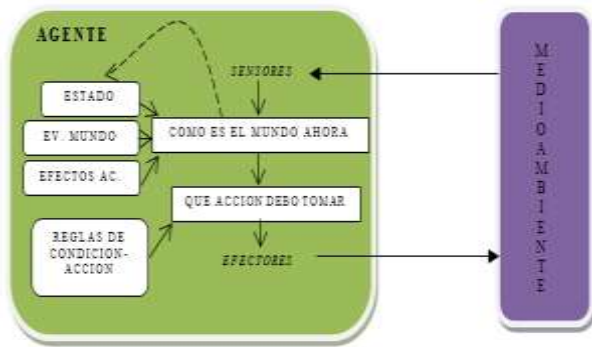 AGENTE
SENSORES
ESTADO
EV. MUNDO
EFECTOS AC.
COMO ES EL MUNDO AHORA
QUE ACCION DEBO TOMAR
REGLAS DE
CONDICION-
ACCION
EFECTORES
MEDIOAMBIENTE